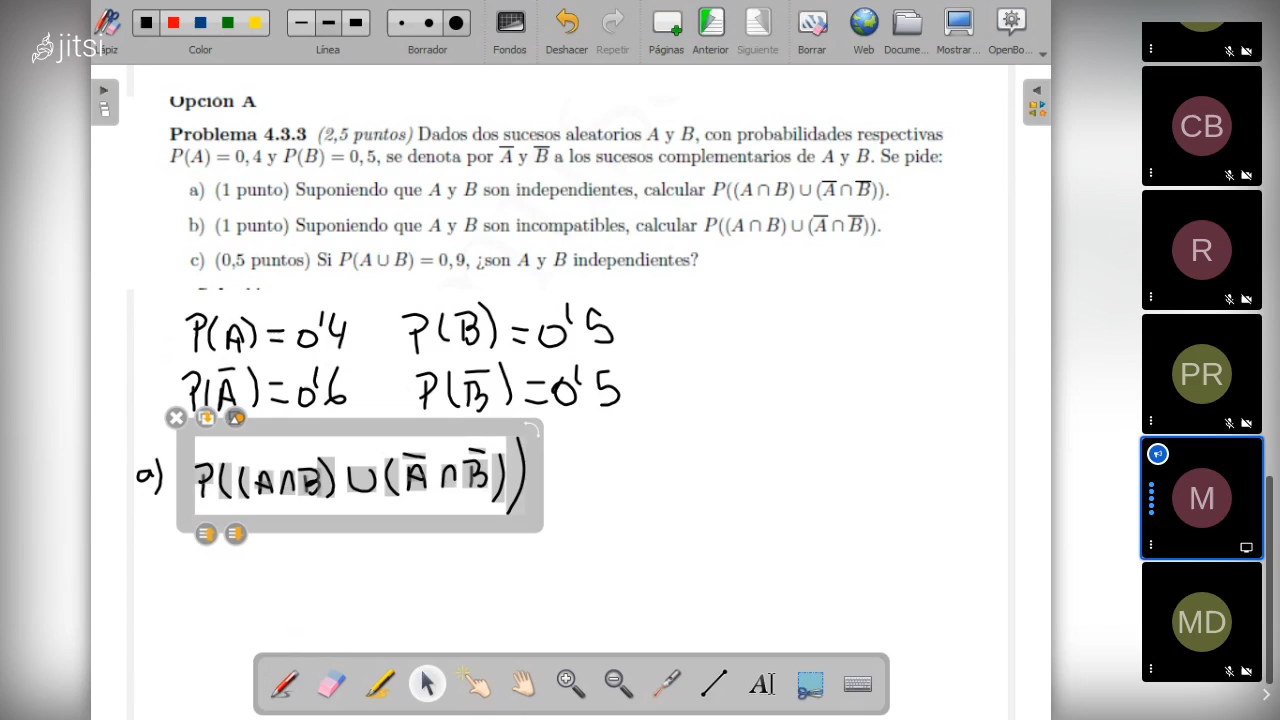 jitsi
Lápiz Color Línea Borrador Fondos Deshacer Repetir Páginas Anterior Siguiente Borrar Web Docume... Mostrar... OpenBo...
Opción A
Problema 4.3.3 (2,5 puntos) Dados dos sucesos aleatorios A y B, con probabilidades respectivas
P(A) = 0, 4 y P(B) = 0, 5, se denota por A̅ y B̅ a los sucesos complementarios de A y B. Se pide:
a) (1 punto) Suponiendo que A y B son independientes, calcular P((A ∩ B) ∪ (A̅ ∩ B̅)).
b) (1 punto) Suponiendo que A y B son incompatibles, calcular P((A ∩ B) ∪ (A̅ ∩ B̅)).
c) (0,5 puntos) Si P(A ∪ B) = 0, 9, ¿son A y B independientes?
P(A) = 0'4 P(B) = 0'5
P(A̅) = 0'6 P(B̅) = 0'5
a) P((A∩B) ∪ (A̅ ∩ B̅))
CB
R
PR
M
MD